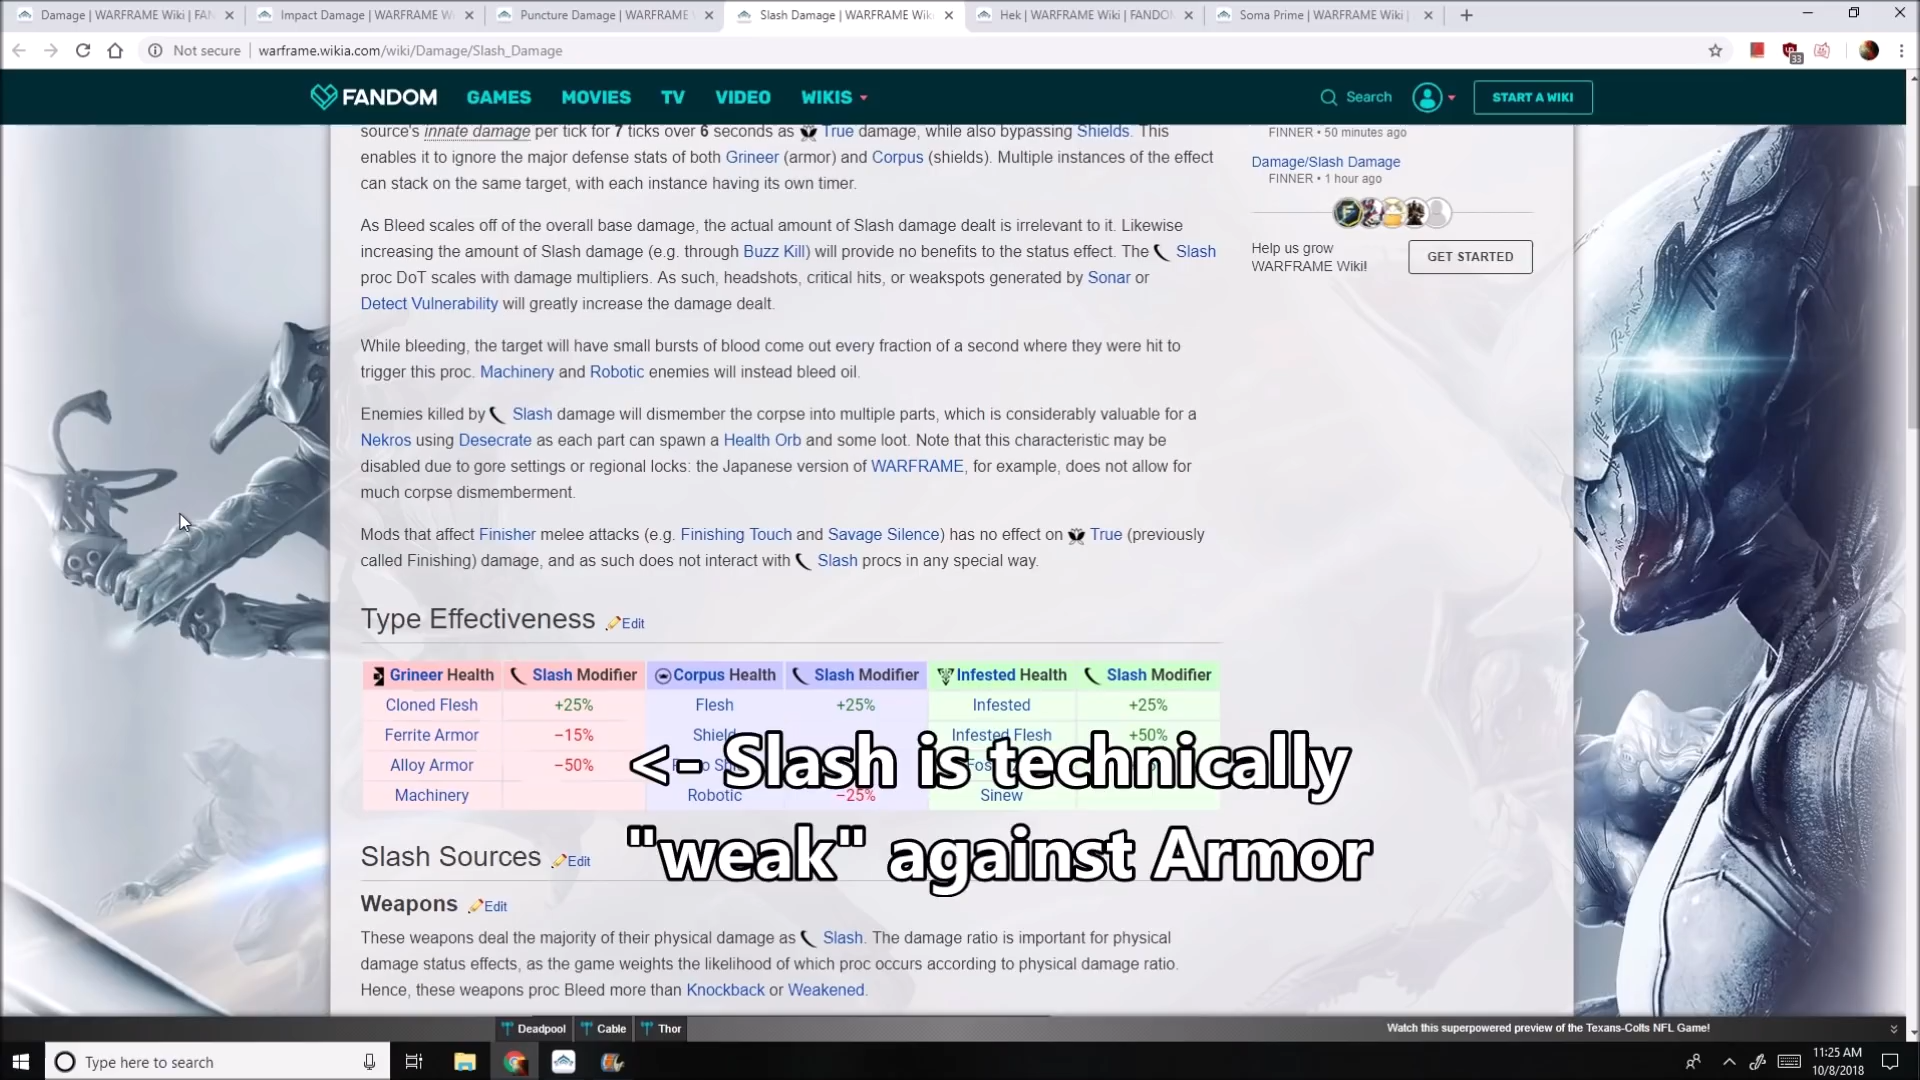 Damage | WARFRAME Wiki | FAN
Impact Damage | WARFRAME W
Puncture Damage | WARFRAME
Slash Damage | WARFRAME Wik
Hek | WARFRAME Wiki | FANDOM
Soma Prime | WARFRAME Wiki |
Not secure | warframe.wikia.com/wiki/Damage/Slash_Damage
33
FANDOM GAMES MOVIES TV VIDEO WIKIS Search START A WIKI
source's innate damage per tick for 7 ticks over 6 seconds as True damage, while also bypassing Shields. This
enables it to ignore the major defense stats of both Grineer (armor) and Corpus (shields). Multiple instances of the effect
can stack on the same target, with each instance having its own timer.
As Bleed scales off of the overall base damage, the actual amount of Slash damage dealt is irrelevant to it. Likewise
increasing the amount of Slash damage (e.g. through Buzz Kill) will provide no benefits to the status effect. The Slash
proc DoT scales with damage multipliers. As such, headshots, critical hits, or weakspots generated by Sonar or
Detect Vulnerability will greatly increase the damage dealt.
While bleeding, the target will have small bursts of blood come out every fraction of a second where they were hit to
trigger this proc. Machinery and Robotic enemies will instead bleed oil.
Enemies killed by Slash damage will dismember the corpse into multiple parts, which is considerably valuable for a
Nekros using Desecrate as each part can spawn a Health Orb and some loot. Note that this characteristic may be
disabled due to gore settings or regional locks: the Japanese version of WARFRAME, for example, does not allow for
much corpse dismemberment.
Mods that affect Finisher melee attacks (e.g. Finishing Touch and Savage Silence) has no effect on True (previously
called Finishing) damage, and as such does not interact with Slash procs in any special way.
FINNER • 50 minutes ago
Damage/Slash Damage
FINNER • 1 hour ago
Help us grow
WARFRAME Wiki!
GET STARTED
Type Effectiveness Edit
Grineer Health Slash Modifier Corpus Health Slash Modifier Infested Health Slash Modifier
Cloned Flesh +25% Flesh +25% Infested +25%
Ferrite Armor −15% Shield Infested Flesh +50%
Alloy Armor −50%
Machinery Robotic −25% Sinew
<- Slash is technically
"weak" against Armor
Slash Sources Edit
Weapons Edit
These weapons deal the majority of their physical damage as Slash. The damage ratio is important for physical
damage status effects, as the game weights the likelihood of which proc occurs according to physical damage ratio.
Hence, these weapons proc Bleed more than Knockback or Weakened.
Deadpool Cable Thor
Watch this superpowered preview of the Texans-Colts NFL Game!
Type here to search
11:25 AM
10/8/2018